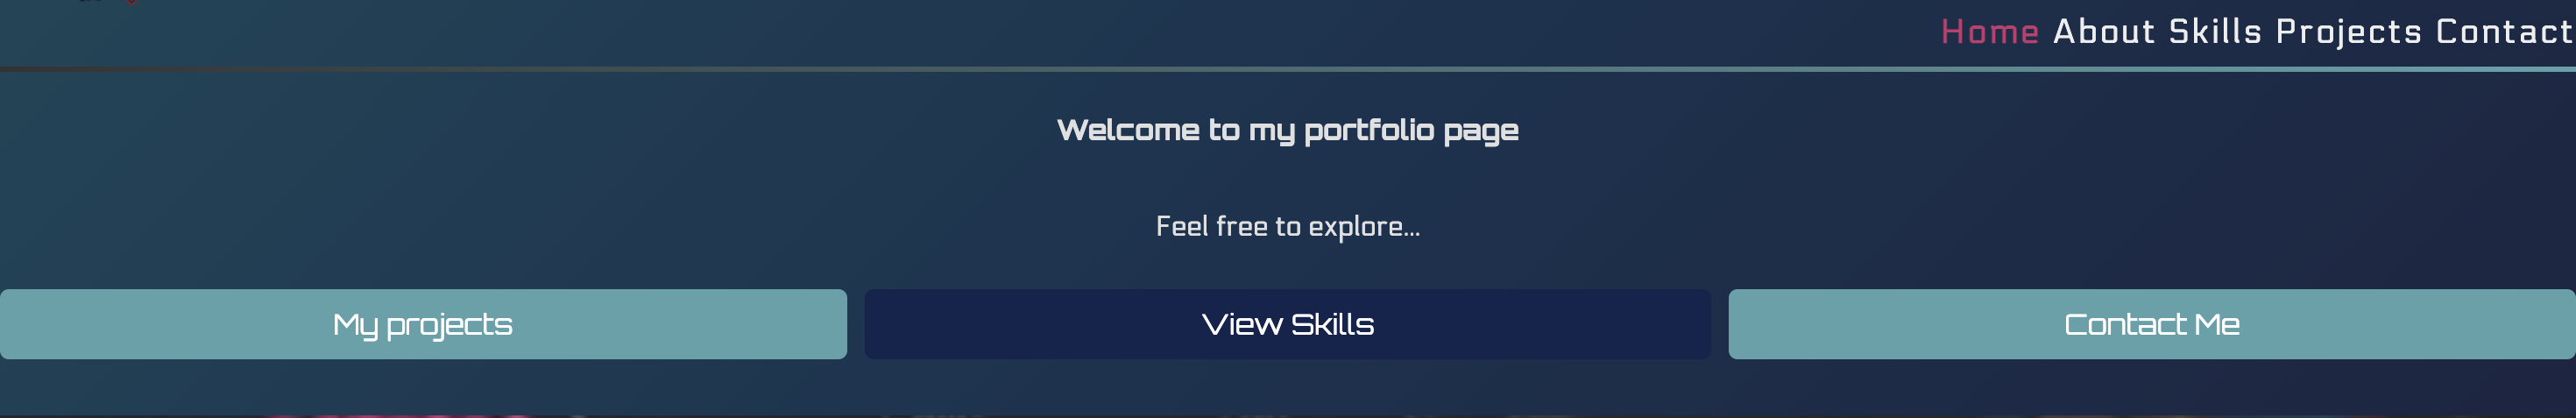 Home About Skills Projects Contact
Welcome to my portfolio page
Feel free to explore...
My projects
View Skills
Contact Me